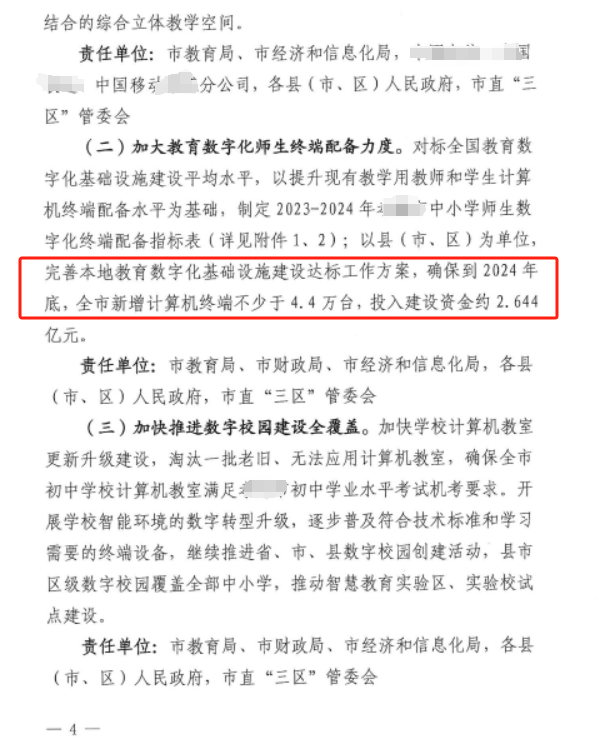 结合的综合立体教学空间。
责任单位：市教育局、市经济和信息化局，国
中国移动分公司，各县（市、区）人民政府，市直“三
区”管委会
（二）加大教育数字化师生终端配备力度。对标全国教育数
字化基础设施建设平均水平，以提升现有教学用教师和学生计算
机终端配备水平为基础，制定 2023-2024 年市中小学师生数
字化终端配备指标表（详见附件 1、2）；以县（市、区）为单位，
完善本地教育数字化基础设施建设达标工作方案，确保到 2024 年
底，全市新增计算机终端不少于 4.4 万台，投入建设资金约 2.644
亿元。
责任单位：市教育局、市财政局、市经济和信息化局，各县
（市、区）人民政府，市直“三区”管委会
（三）加快推进数字校园建设全覆盖。加快学校计算机教室
更新升级建设，淘汰一批老旧、无法应用计算机教室，确保全市
初中学校计算机教室满足市初中学业水平考试机考要求。开
展学校智能环境的数字转型升级，逐步普及符合技术标准和学习
需要的终端设备，继续推进省、市、县数字校园创建活动，县市
区级数字校园覆盖全部中小学，推动智慧教育实验区、实验校试
点建设。
责任单位：市教育局、市财政局、市经济和信息化局，各县
（市、区）人民政府，市直“三区”管委会
— 4 —